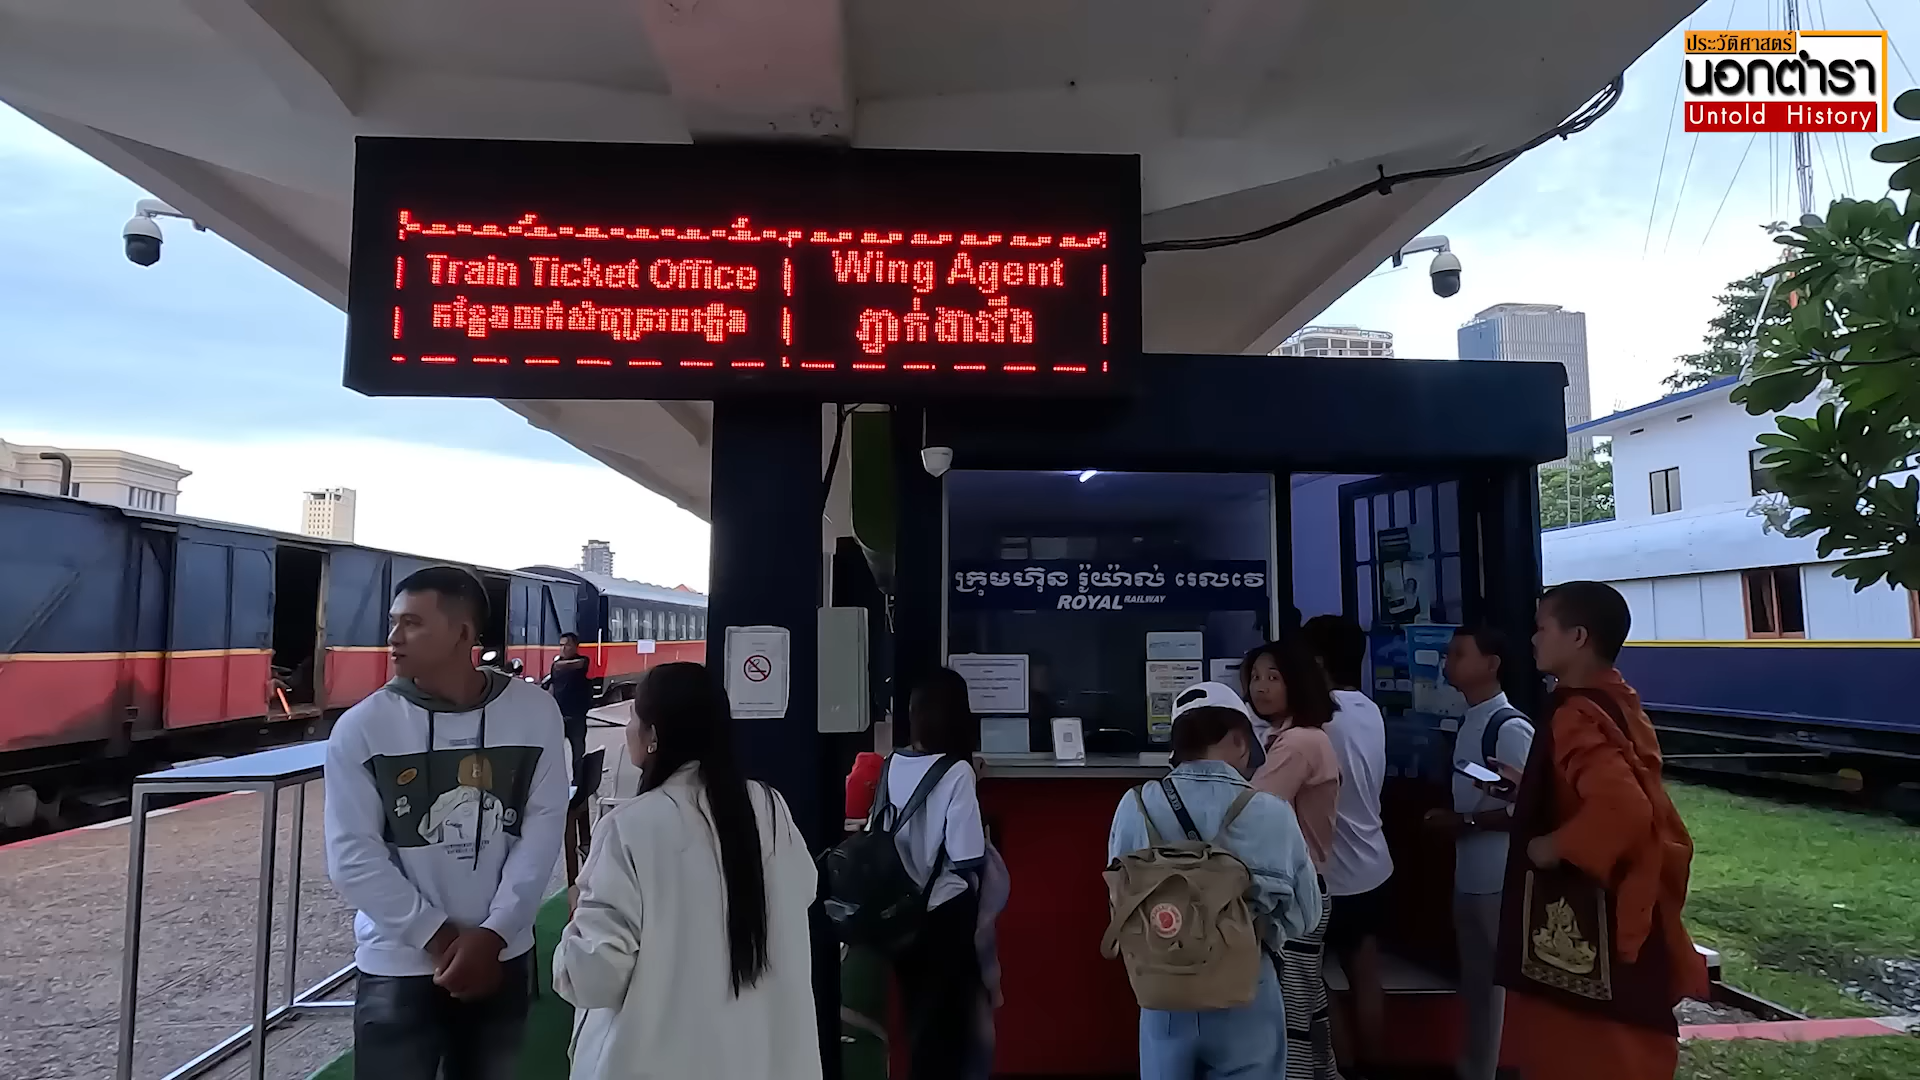 ประวัติศาสตร์
นอกตำรา
Untold History
Train Ticket Office
កន្លែងលក់សំបុត្ររថភ្លើង
Wing Agent
ភ្នាក់ងារវីង
ក្រុមហ៊ុន រ៉ូយ៉ាល់ រេលវេ
ROYAL RAILWAY